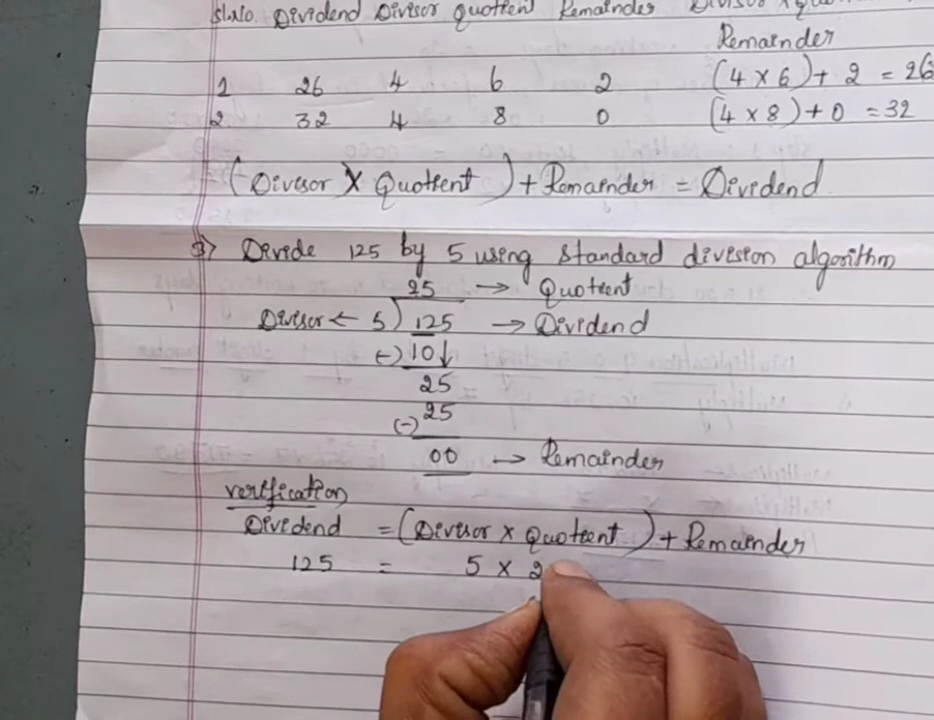 Sl.No. Dividend Divisor Quotient Remainder Divisor x Quo
Remainder
1 26 4 6 2 (4 x 6) + 2 = 26
2 32 4 8 0 (4 x 8) + 0 = 32
(Divisor X Quotient) + Remainder = Dividend
3) Divide 125 by 5 using standard division algorithm
25 → Quotient
Divisor ← 5) 125 → Dividend
(-) 10↓
25
(-) 25
00 → Remainder
verification
Dividend = (Divisor x Quotient) + Remainder
125 = 5 x 2